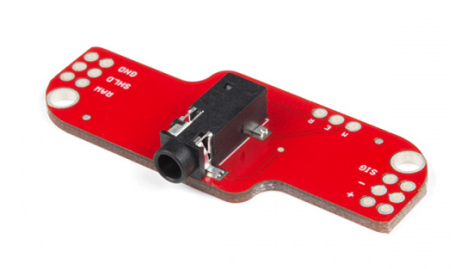 GND
SHLD
RAW
R E M
SIG
-
+